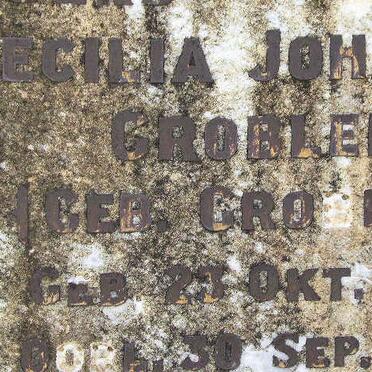 ECILIA JOH
GROBLE
(GEB. GRO
GEB. 23 OKT.
OORL. 30 SEP.